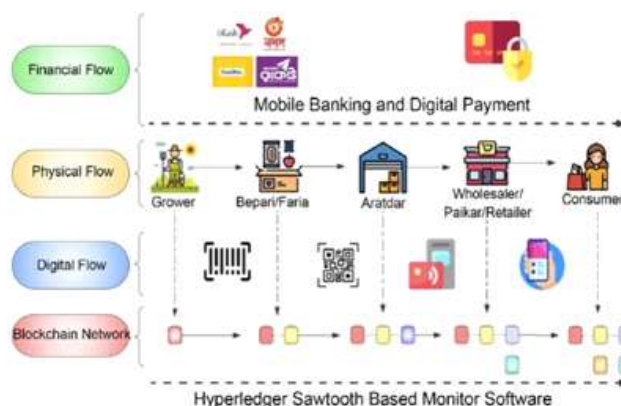 Financial Flow
Mobile Banking and Digital Payment
Physical Flow
Grower
Bepari/Faria
Aratdar
Wholesaler/
Paikar/Retailer
Consumer
Digital Flow
Blockchain Network
Hyperledger Sawtooth Based Monitor Software